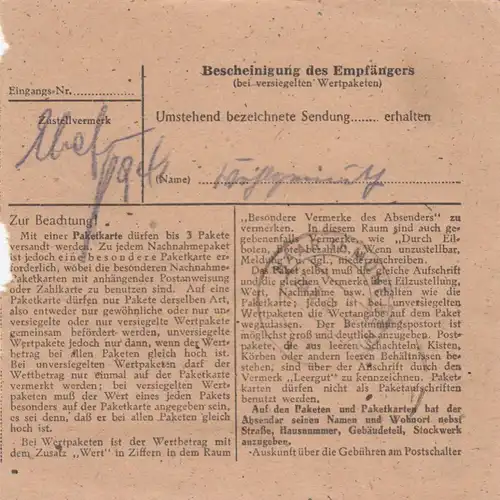 Bescheinigung des Empfängers
(bei versiegelten Wertpaketen)
Eingangs-Nr.
Zustellvermerk
Umstehend bezeichnete Sendung....... erhalten
(Name)
Zur Beachtung!
Mit einer Paketkarte dürfen bis 3 Pakete
versandt werden. Zu jedem Nachnahmepaket
ist jedoch eine besondere Paketkarte er-
forderlich, wobei die besonderen Nachnahme-
Paketkarten mit anhängender Postanweisung
oder Zahlkarte zu benutzen sind. Auf eine
Paketkarte dürfen nur Pakete derselben Art,
also entweder nur gewöhnliche oder nur un-
versiegelte oder nur versiegelte Wertpakete
gemeinsam befördert werden, unversiegelte
Wertpakete jedoch nur dann, wenn der Wert-
betrag bei allen Paketen gleich hoch ist.
Bei unversiegelten Wertpaketen darf der
Wettbetrag nur einmal auf der Paketkarte
vermerkt werden; bei versiegelten Wert-
paketen muß der Wert eines jeden Pakets
besonders auf der Paketkarte angegeben sein,
es sei denn, daß er bei allen Paketen gleich
hoch ist.
Bei Wertpaketen ist der Wertbetrag mit
dem Zusatz „Wert" in Ziffern in dem Raum
„Besondere Vermerke des Absenders" zu
vermerken. In diesem Raum sind auch ge-
gebenenfalls Vermerke, wie „Durch Eil-
boten, Bote bezahlt", Wenn unzustellbar,
Meldung" u. dgl., niederzuschreiben.
Das Paket selbst muß die gleiche Aufschrift
und die gleichen Vermerke über Eilzustellung,
Wert, Nachnahme usw. erhalten wie die
Paketkarte; jedoch ist bei unversiegelten
Wertpaketen die Wertangabe auf dem Paket
wegzulassen. Der Bestimmungspostort ist
möglichst groß und deutlich anzugeben. Post-
pakete, die aus leeren Schachteln, Kisten,
Körben oder anderen leeren Behältnissen be-
stehen, sind über der Aufschrift durch den
Vermerk „Leergut" zu kennzeichnen. Paket-
karten dürfen nicht als Paketaufschriften
benutzt werden.
Auf den Paketen und Paketkarten hat der
Absendar seinen Namen und Wohnort nebst
Straße, Hausnummer, Gebäudeteil, Stockwerk
anzugeben.
Auskunft über die Gebühren am Postschalter